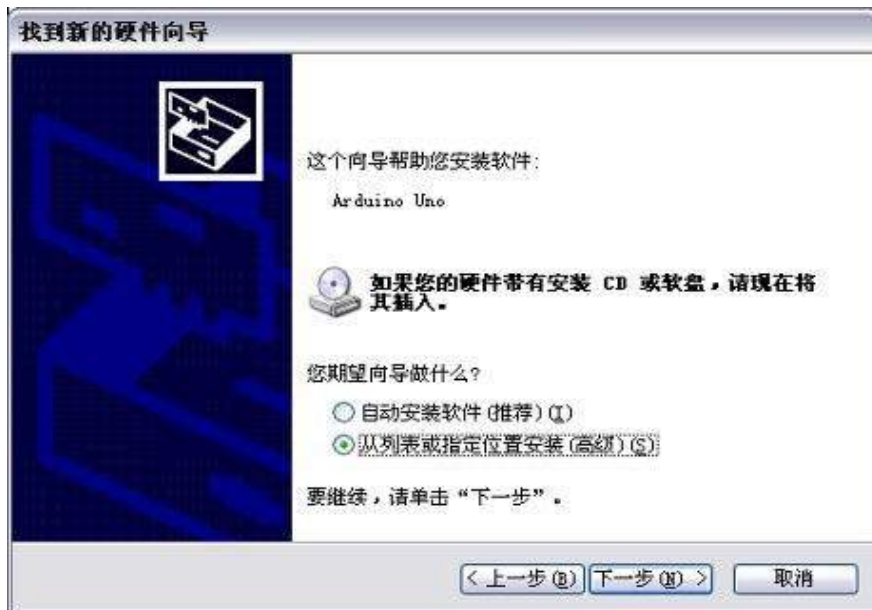 找到新的硬件向导
这个向导帮助您安装软件:
Arduino Uno
如果您的硬件带有安装 CD 或软盘，请现在将
其插入。
您期望向导做什么?
自动安装软件(推荐)(I)
从列表或指定位置安装(高级)(S)
要继续，请单击“下一步”。
< 上一步(B) 下一步(N) > 取消